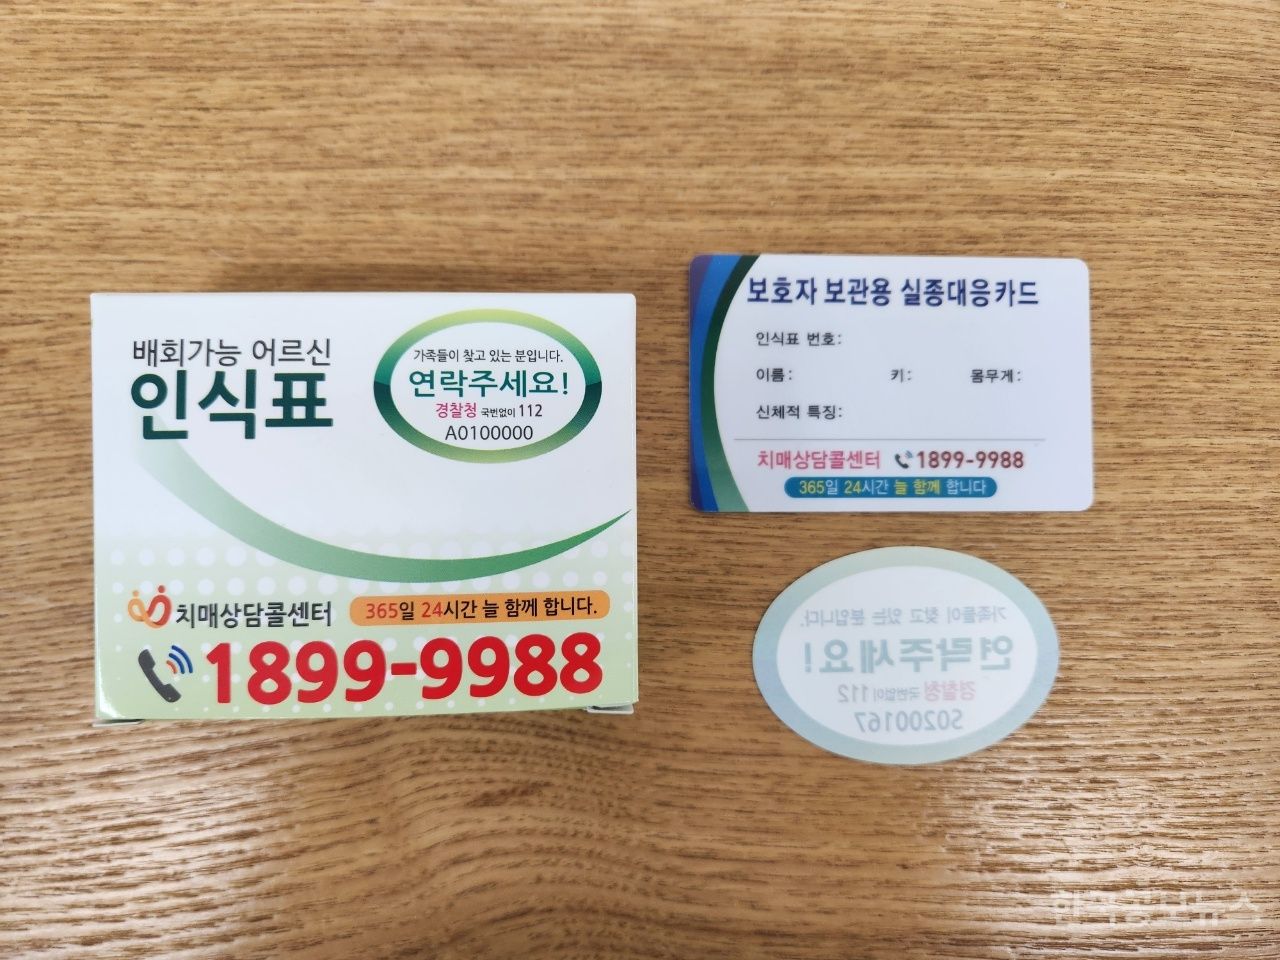 배회가능 어르신
인식표
가족들이 찾고 있는 분입니다.
연락주세요!
경찰청 국번없이 112
A0100000
치매상담콜센터
365일 24시간 늘 함께 합니다.
1899-9988
보호자 보관용 실종대응카드
인식표 번호:
이름: 키: 몸무게:
신체적 특징:
치매상담콜센터 1899-9988
365일 24시간 늘 함께 합니다
가족들이 찾고 있는 분입니다.
연락주세요!
경찰청 국번없이 112
S0200167
한국공보뉴스